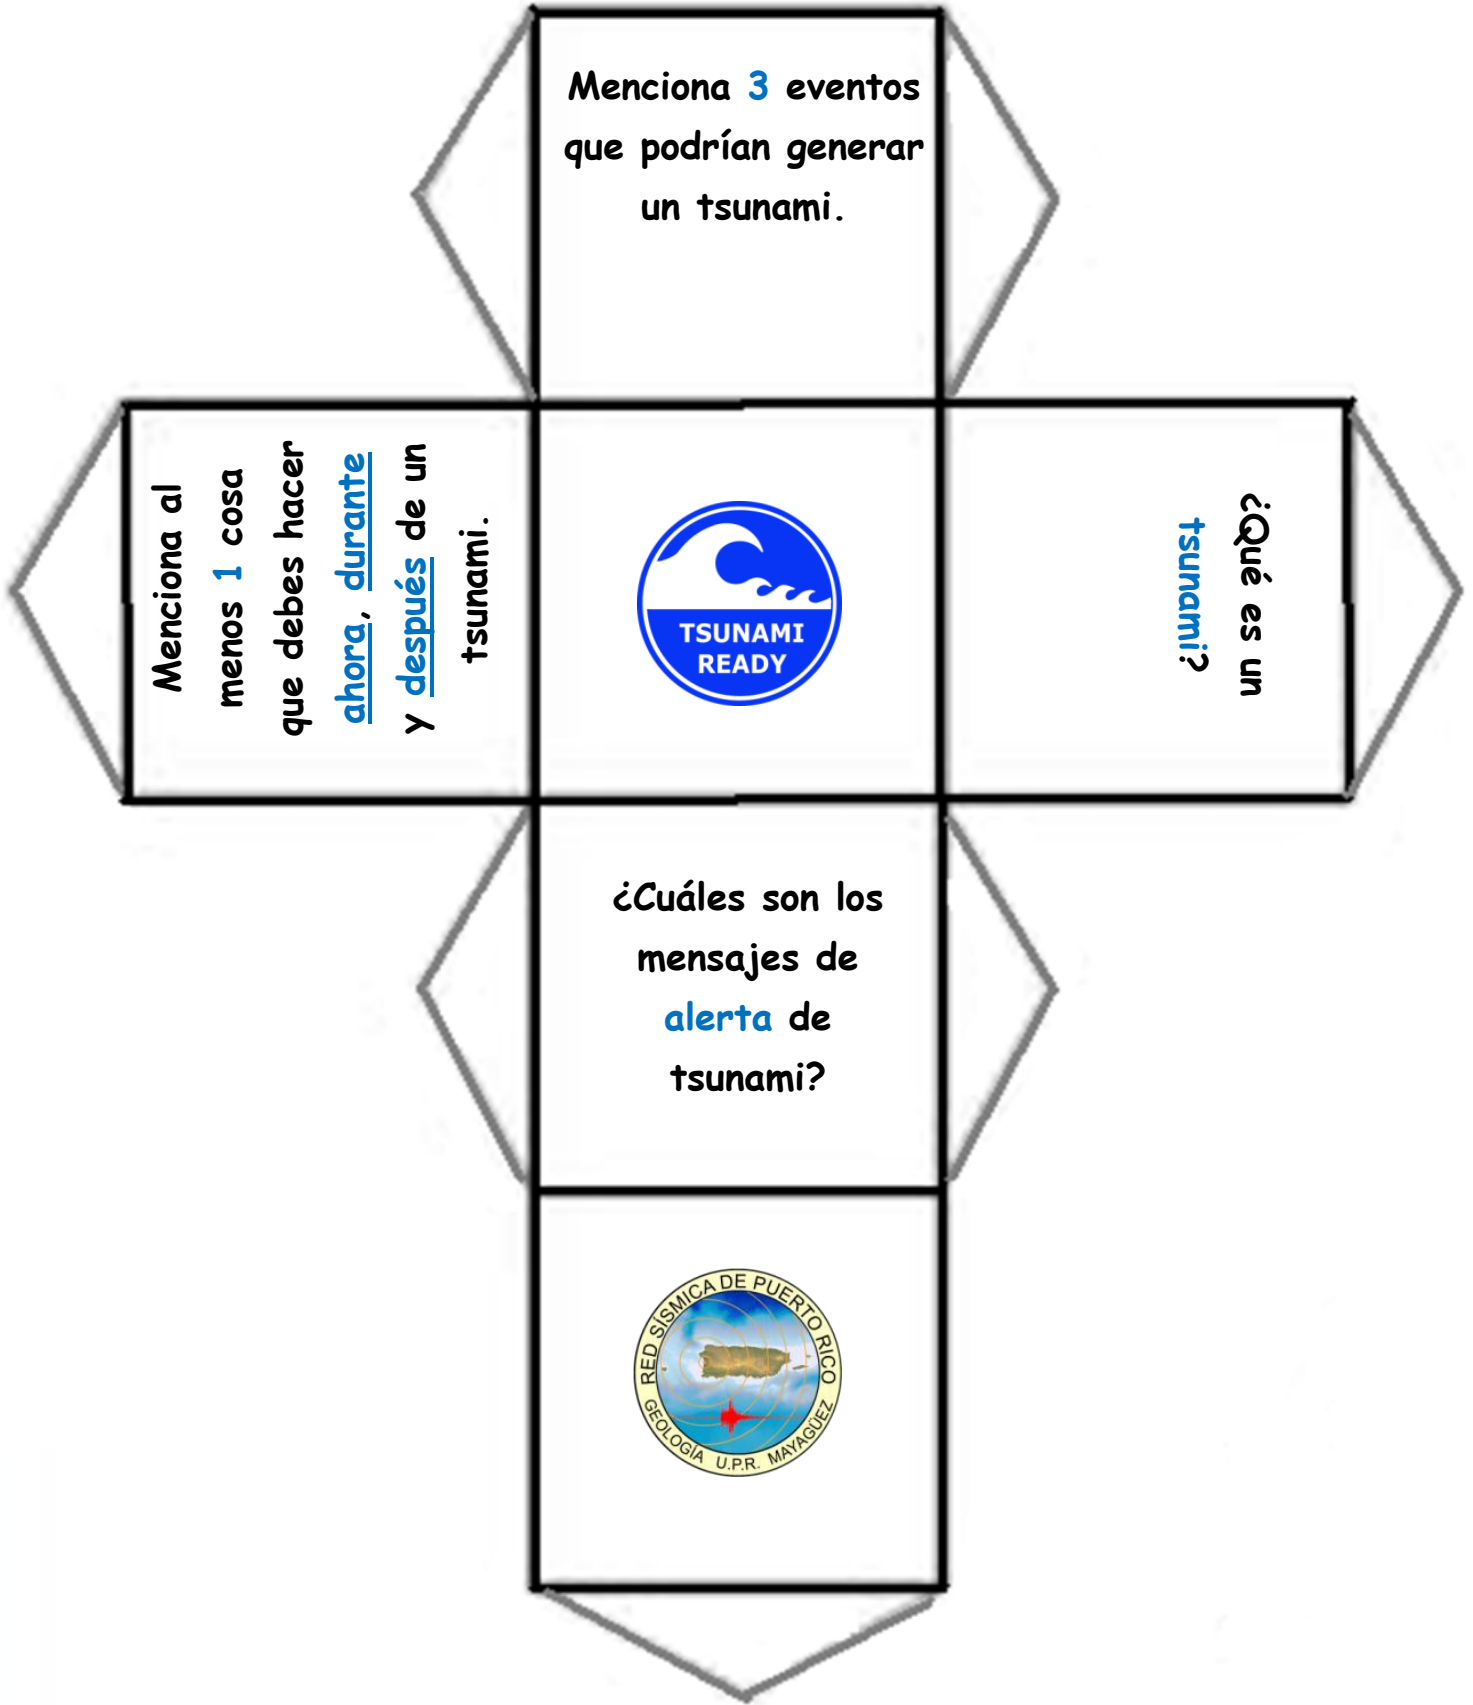 Menciona 3 eventos
que podrían generar
un tsunami.
Menciona al
menos 1 cosa
que debes hacer
ahora, durante
y después de un
tsunami.
TSUNAMI
READY
¿Qué es un
tsunami?
¿Cuáles son los
mensajes de
alerta de
tsunami?
RED SÍSMICA DE PUERTO RICO
GEOLOGÍA U.P.R. MAYAGÜEZ